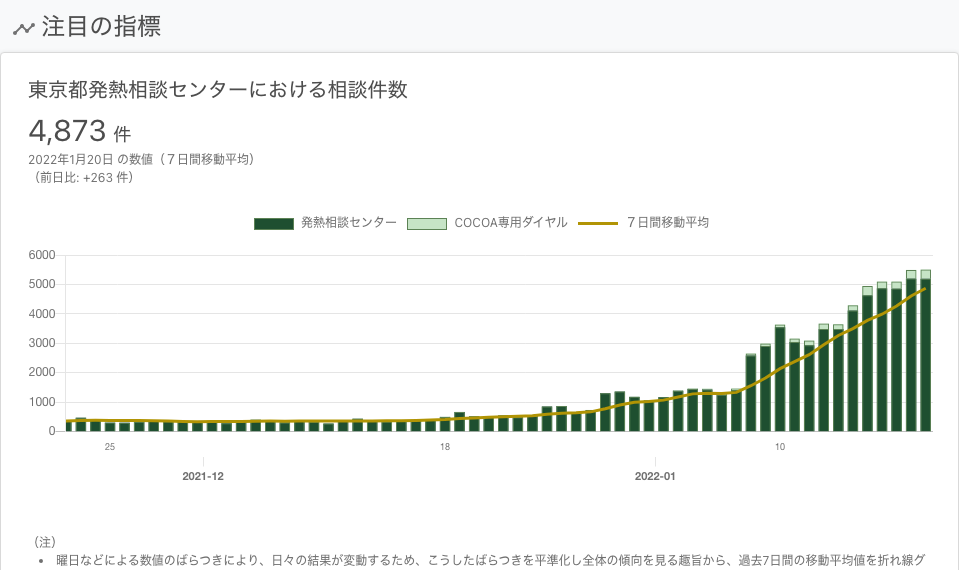 注目の指標
東京都発熱相談センターにおける相談件数
4,873 件
2022年1月20日 の数値（７日間移動平均）
（前日比: +263 件）
発熱相談センター COCOA専用ダイヤル ７日間移動平均
6000
5000
4000
3000
2000
1000
0
25 18 10
2021-12 2022-01
（注）
• 曜日などによる数値のばらつきにより、日々の結果が変動するため、こうしたばらつきを平準化し全体の傾向を見る趣旨から、過去7日間の移動平均値を折れ線グ